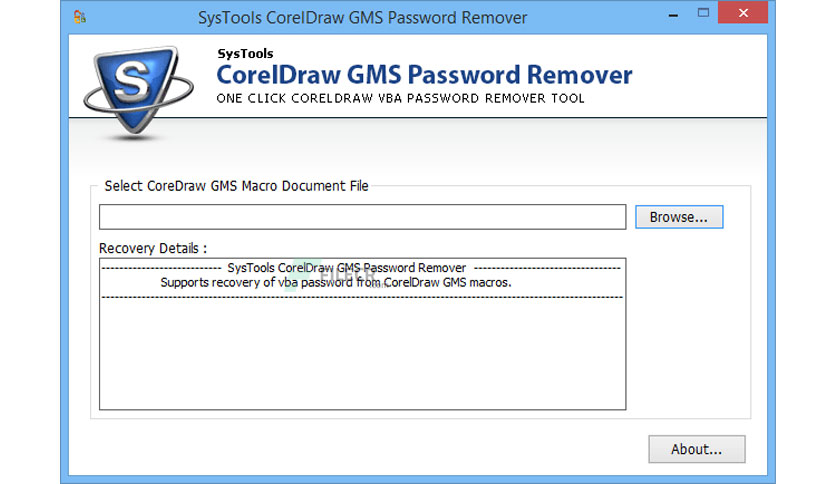 SysTools CorelDraw GMS Password Remover
S
SysTools
CorelDraw GMS Password Remover
ONE CLICK CORELDRAW VBA PASSWORD REMOVER TOOL
Select CoreDraw GMS Macro Document File
Browse...
Recovery Details :
---------------------------- SysTools CorelDraw GMS Password Remover ----------------------------------
Supports recovery of vba password from CorelDraw GMS macros.
FILECR
.com
About...